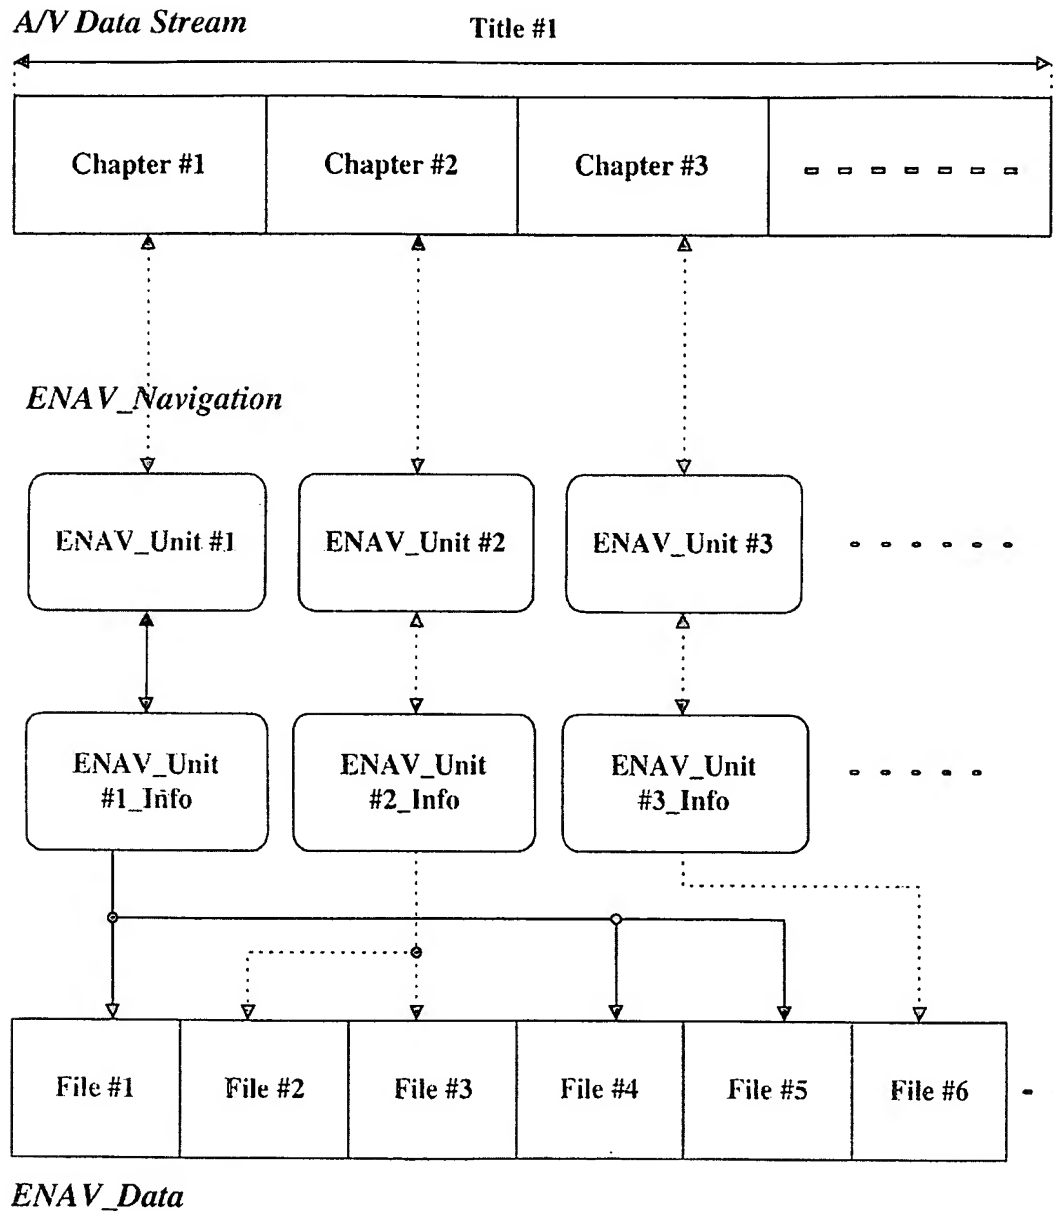 A/V Data Stream
Title #1
Chapter #1
Chapter #2
Chapter #3
ENAV_Navigation
ENAV_Unit #1
ENAV_Unit #2
ENAV_Unit #3
ENAV_Unit
#1_Info
ENAV_Unit
#2_Info
ENAV_Unit
#3_Info
File #1
File #2
File #3
File #4
File #5
File #6
ENAV_Data